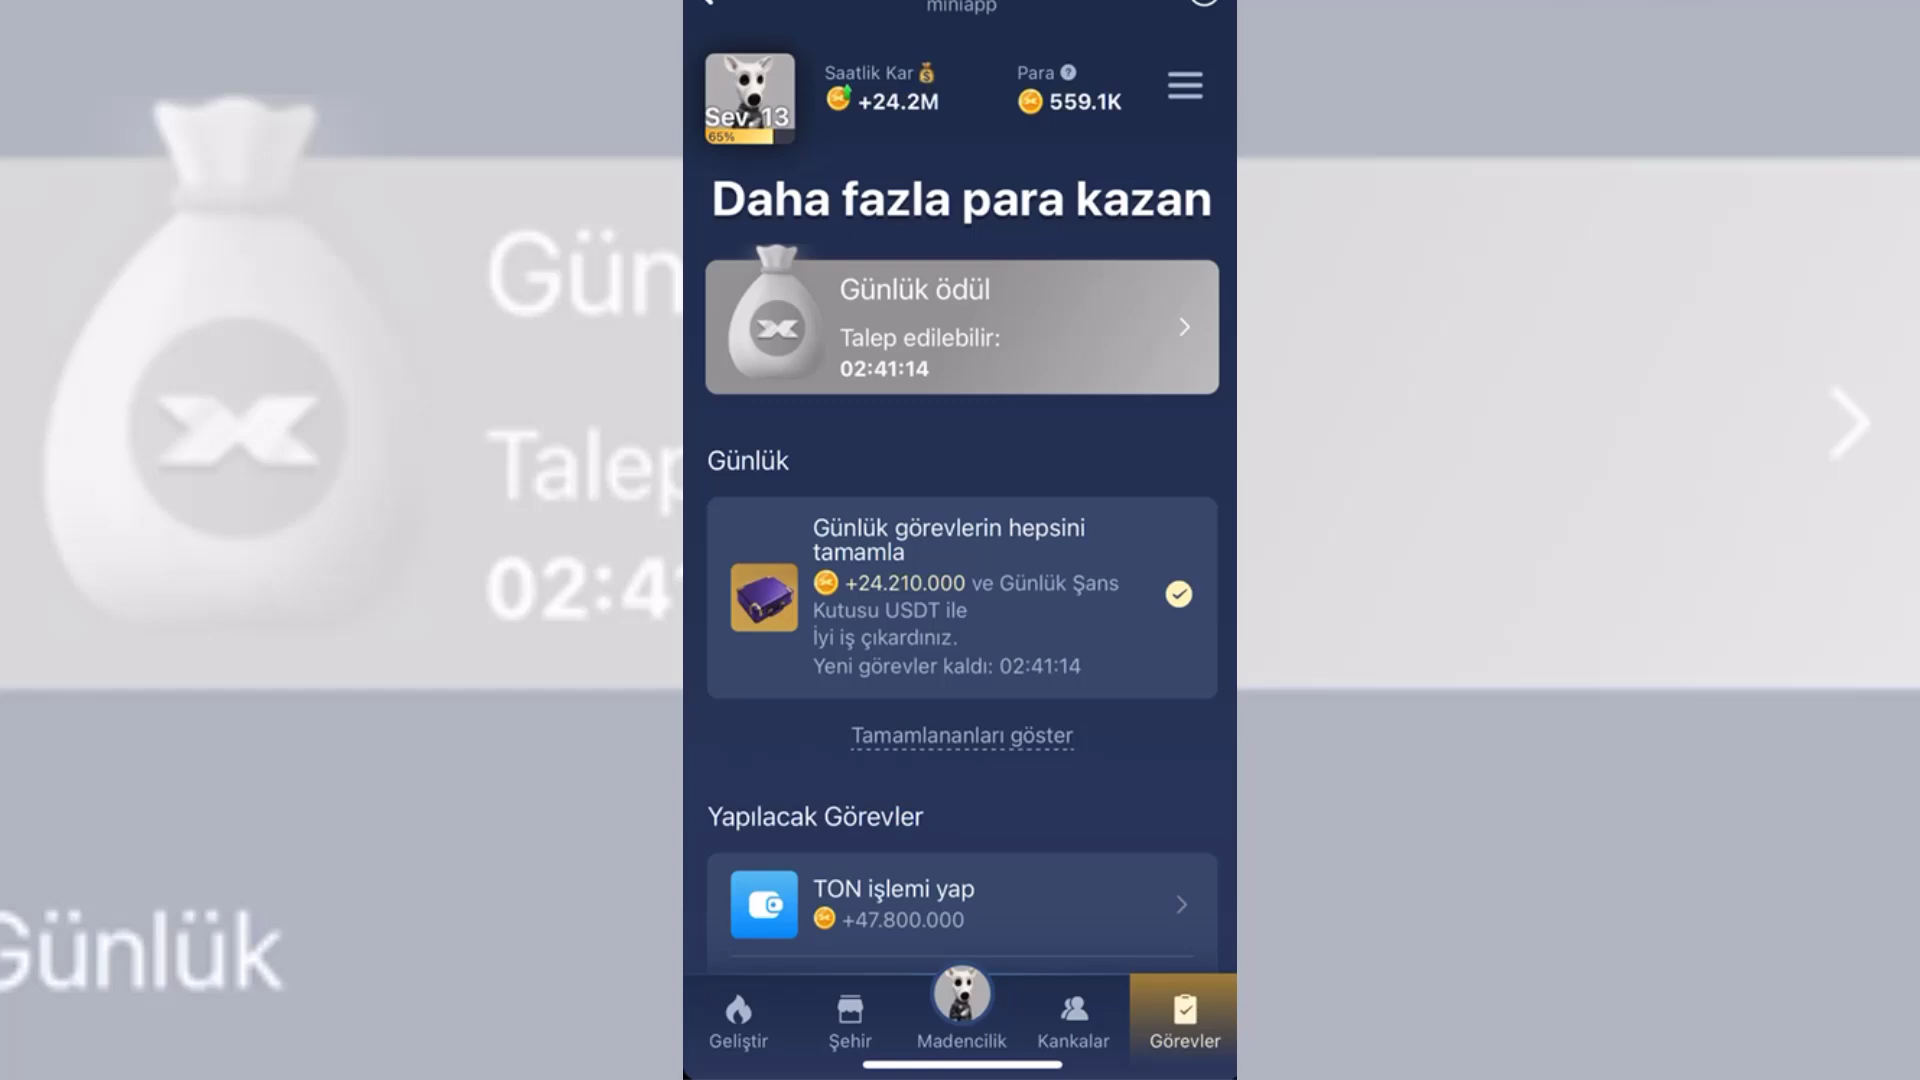 miniapp
Saatlik Kar
+24.2M
Para
559.1K
Sev. 13
65%
Daha fazla para kazan
Günlük ödül
Talep edilebilir:
02:41:14
Günlük
Günlük görevlerin hepsini
tamamla
+24.210.000 ve Günlük Şans
Kutusu USDT ile
İyi iş çıkardınız.
Yeni görevler kaldı: 02:41:14
Tamamlananları göster
Yapılacak Görevler
TON işlemi yap
+47.800.000
Geliştir
Şehir
Madencilik
Kankalar
Görevler
Gün
Talep
02:41
Günlük